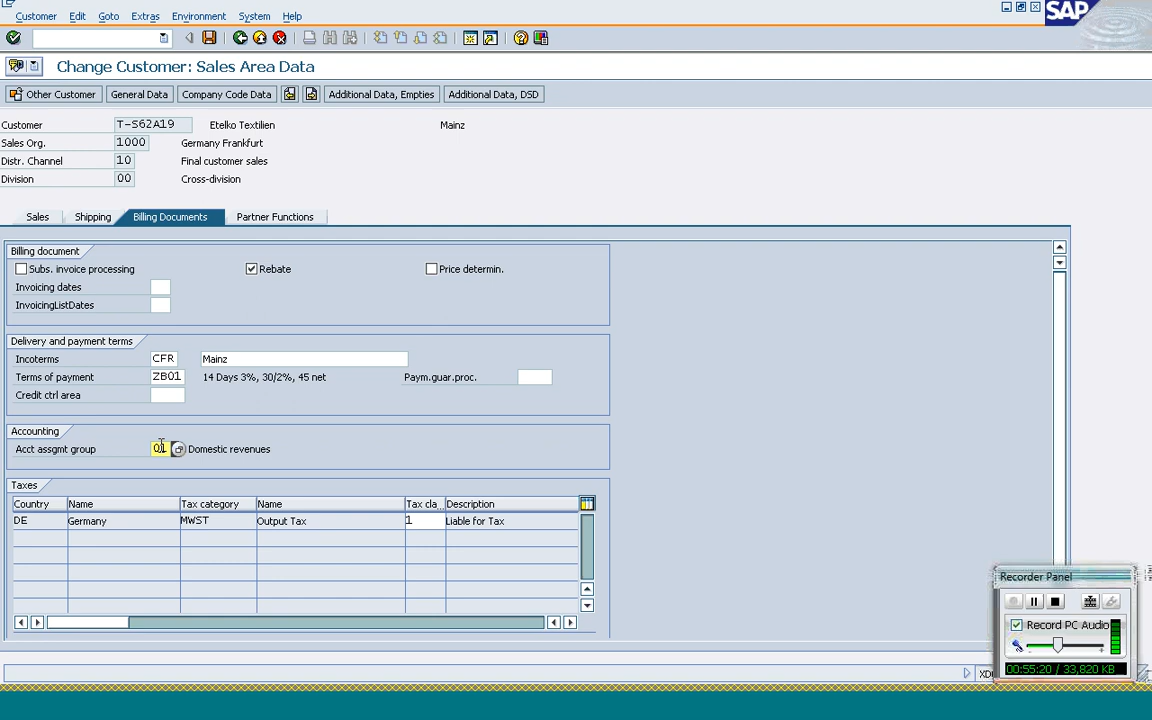 Customer Edit Goto Extras Environment System Help
SAP
Change Customer: Sales Area Data
Other Customer General Data Company Code Data Additional Data, Empties Additional Data, DSD
Customer T-S62A19 Etelko Textilien Mainz
Sales Org. 1000 Germany Frankfurt
Distr. Channel 10 Final customer sales
Division 00 Cross-division
Sales Shipping Billing Documents Partner Functions
Billing document
Subs. invoice processing Rebate Price determin.
Invoicing dates
InvoicingListDates
Delivery and payment terms
Incoterms CFR Mainz
Terms of payment ZB01 14 Days 3%, 30/2%, 45 net Paym.guar.proc.
Credit ctrl area
Accounting
Acct assgmt group 01 Domestic revenues
Taxes
Country Name Tax category Name Tax cla... Description
DE Germany MWST Output Tax 1 Liable for Tax
Recorder Panel
Record PC Audio
00:55:20 / 33,820 KB
XD